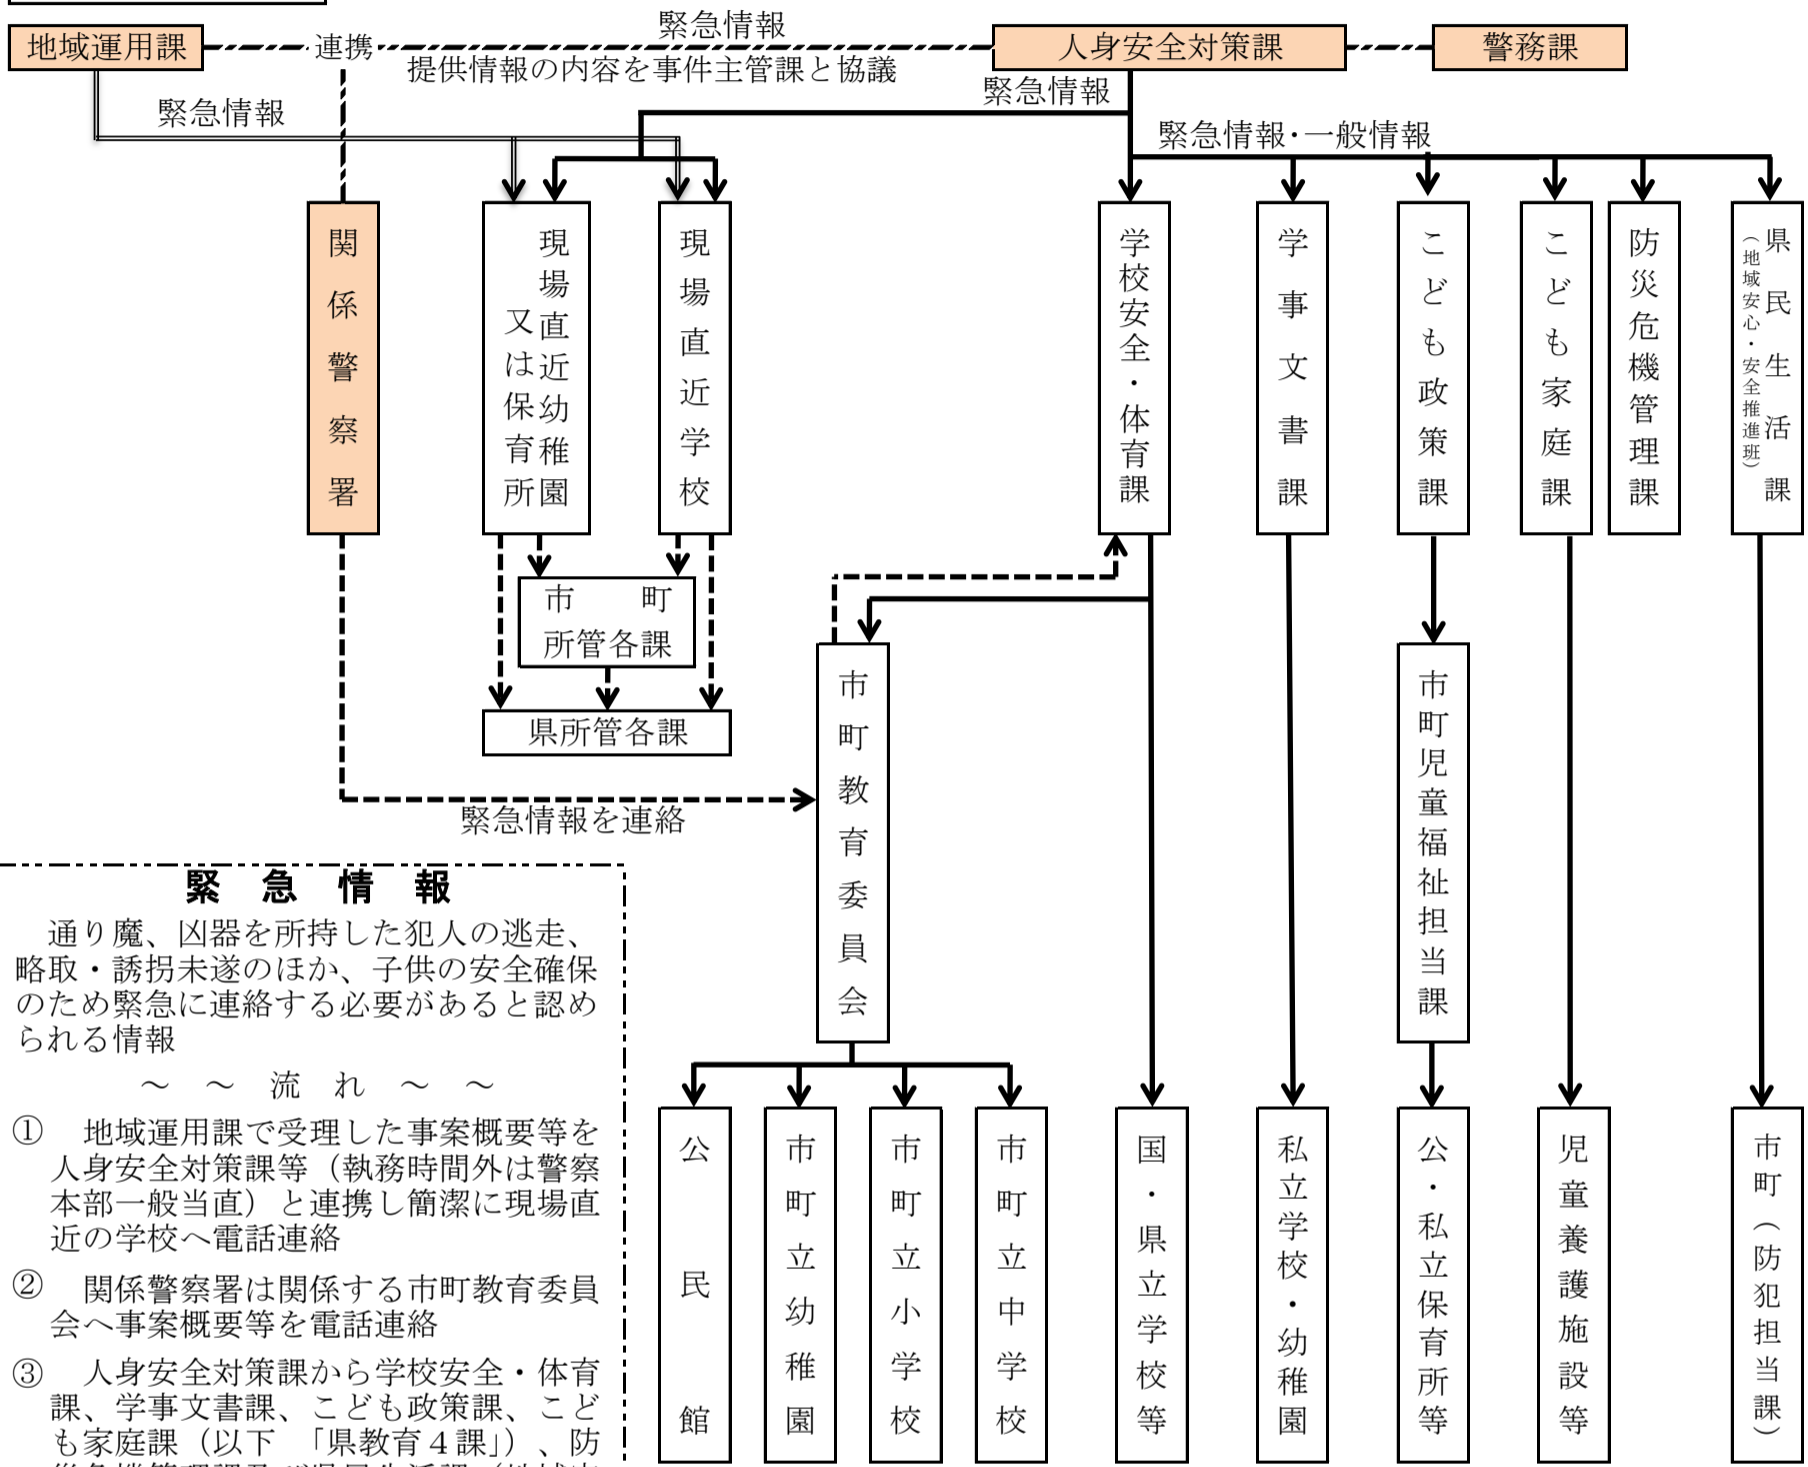 地域運用課
連携
緊急情報
提供情報の内容を事件主管課と協議
人身安全対策課
警務課
緊急情報
緊急情報
緊急情報・一般情報
関係警察署
現場直近幼稚園
又は保育所
現場直近学校
学校安全・体育課
学事文書課
こども政策課
こども家庭課
防災危機管理課
県民生活課
（地域安心・安全推進班）
市町
所管各課
県所管各課
緊急情報を連絡
市町教育委員会
市町児童福祉担当課
公民館
市町立幼稚園
市町立小学校
市町立中学校
国・県立学校等
私立学校・幼稚園
公・私立保育所等
児童養護施設等
市町（防犯担当課）
緊急情報
通り魔、凶器を所持した犯人の逃走、
略取・誘拐未遂のほか、子供の安全確保
のため緊急に連絡する必要があると認め
られる情報
～ ～ 流 れ ～ ～
① 地域運用課で受理した事案概要等を
人身安全対策課等（執務時間外は警察
本部一般当直）と連携し簡潔に現場直
近の学校へ電話連絡
② 関係警察署は関係する市町教育委員
会へ事案概要等を電話連絡
③ 人身安全対策課から学校安全・体育
課、学事文書課、こども政策課、こど
も家庭課（以下 「県教育４課」）、防